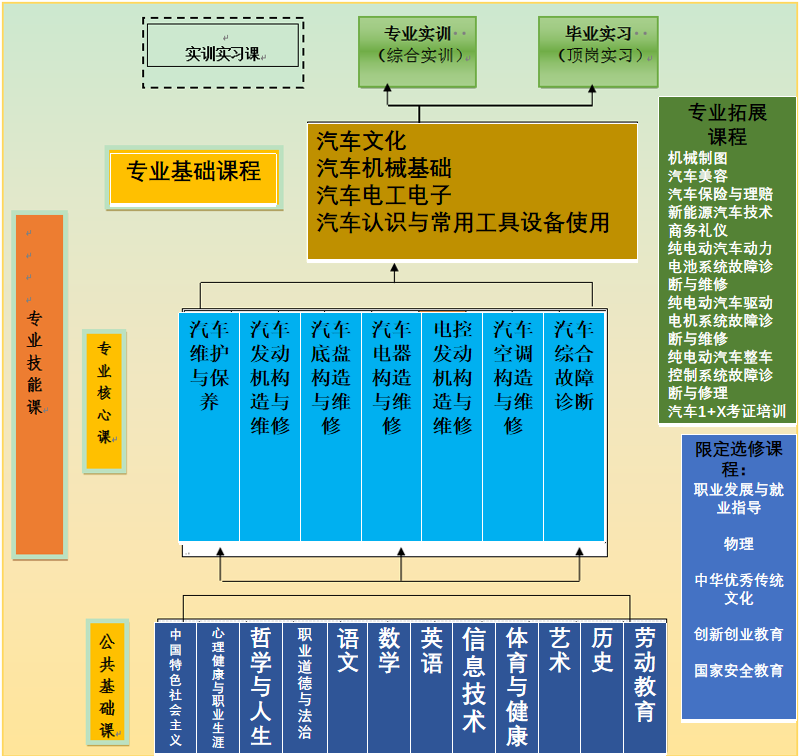 实训实习课
专业实训
（综合实训）
毕业实习
（顶岗实习）
专业基础课程
汽车文化
汽车机械基础
汽车电工电子
汽车认识与常用工具设备使用
专业拓展
课程
机械制图
汽车美容
汽车保险与理赔
新能源汽车技术
商务礼仪
纯电动汽车动力
电池系统故障诊
断与维修
纯电动汽车驱动
电机系统故障诊
断与维修
纯电动汽车整车
控制系统故障诊
断与修理
汽车1+X考证培训
专业技能课
专业核心课
汽车
维护
与保
养
汽车
发动
机构
造与
维修
汽车
底盘
构造
与维
修
汽车
电器
构造
与维
修
电控
发动
机构
造与
维修
汽车
空调
构造
与维
修
汽车
综合
故障
诊断
限定选修课
程：
职业发展与就
业指导
物理
中华优秀传统
文化
创新创业教育
国家安全教育
公共基础课
中国特色社会主义
心理健康与职业生涯
哲学与人生
职业道德与法治
语文
数学
英语
信息技术
体育与健康
艺术
历史
劳动教育